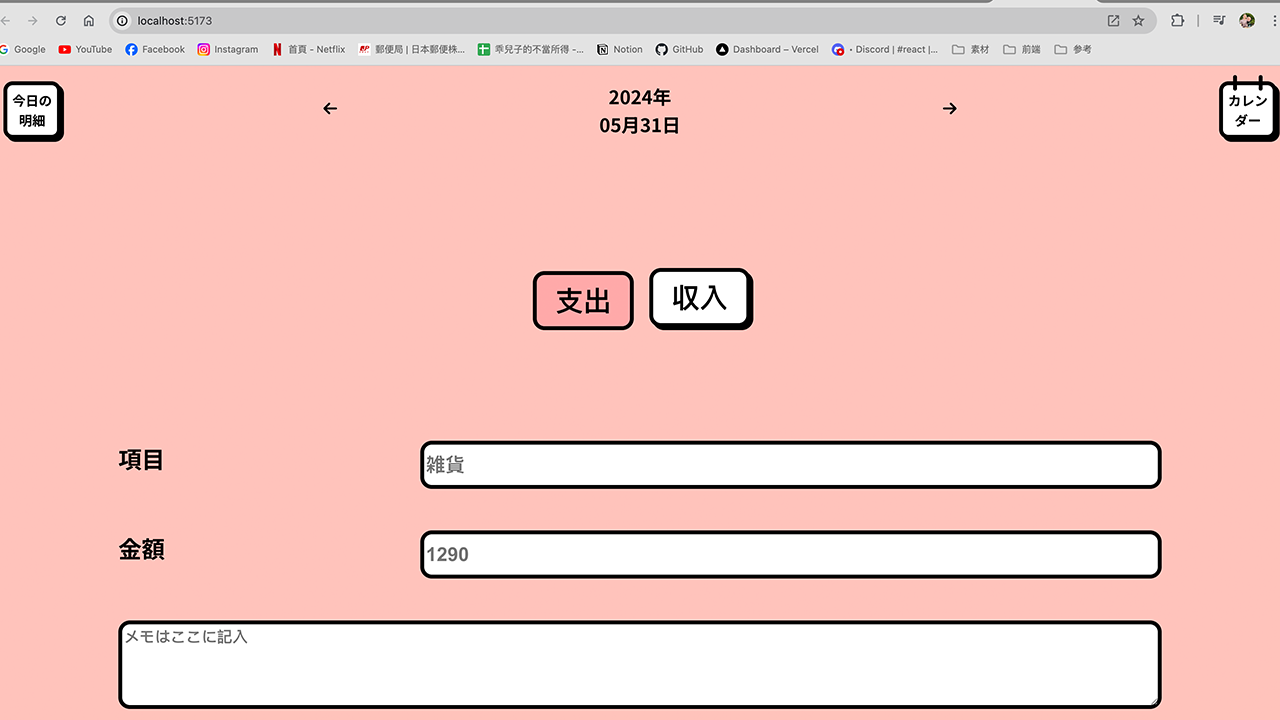 localhost:5173
Google
YouTube
Facebook
Instagram
首頁 - Netflix
郵便局 | 日本郵便株...
乖兒子的不當所得 -...
Notion
GitHub
Dashboard – Vercel
• Discord | React |...
素材
前端
参考
今日の
明細
2024年
05月31日
カレン
ダー
支出
収入
項目
雑貨
金額
1290
メモはここに記入